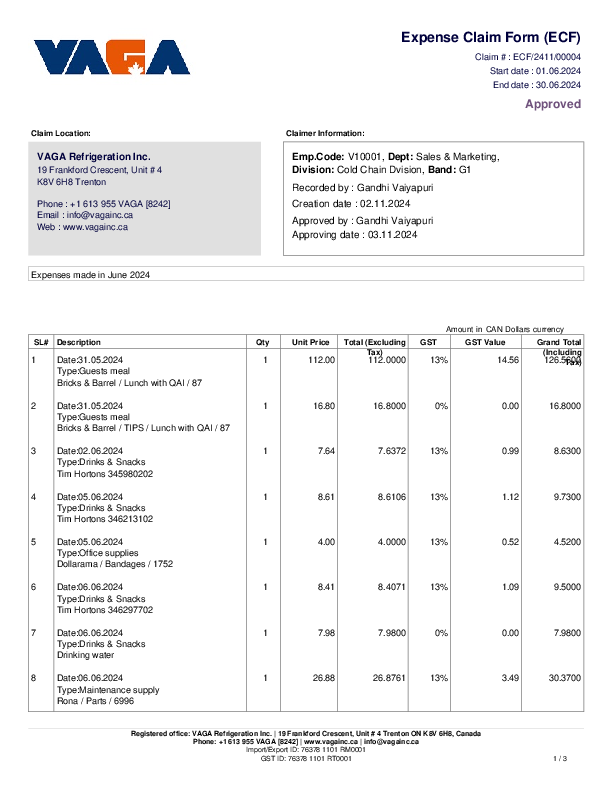 VAGA
Expense Claim Form (ECF)
Claim # : ECF/2411/00004
Start date : 01.06.2024
End date : 30.06.2024
Approved
Claim Location:
Claimer Information:
VAGA Refrigeration Inc.
19 Frankford Crescent, Unit # 4
K8V 6H8 Trenton
Phone : +1 613 955 VAGA [8242]
Email : info@vagainc.ca
Web : www.vagainc.ca
Emp.Code: V10001, Dept: Sales & Marketing,
Division: Cold Chain Dvision, Band: G1
Recorded by : Gandhi Vaiyapuri
Creation date : 02.11.2024
Approved by : Gandhi Vaiyapuri
Approving date : 03.11.2024
Expenses made in June 2024
Amount in CAN Dollars currency
SL# Description Qty Unit Price Total (Excluding Tax) GST GST Value Grand Total (Including Tax)
1 Date:31.05.2024 1 112.00 112.0000 13% 14.56 126.5600
Type:Guests meal
Bricks & Barrel / Lunch with QAI / 87
2 Date:31.05.2024 1 16.80 16.8000 0% 0.00 16.8000
Type:Guests meal
Bricks & Barrel / TIPS / Lunch with QAI / 87
3 Date:02.06.2024 1 7.64 7.6372 13% 0.99 8.6300
Type:Drinks & Snacks
Tim Hortons 345980202
4 Date:05.06.2024 1 8.61 8.6106 13% 1.12 9.7300
Type:Drinks & Snacks
Tim Hortons 346213102
5 Date:05.06.2024 1 4.00 4.0000 13% 0.52 4.5200
Type:Office supplies
Dollarama / Bandages / 1752
6 Date:06.06.2024 1 8.41 8.4071 13% 1.09 9.5000
Type:Drinks & Snacks
Tim Hortons 346297702
7 Date:06.06.2024 1 7.98 7.9800 0% 0.00 7.9800
Type:Drinks & Snacks
Drinking water
8 Date:06.06.2024 1 26.88 26.8761 13% 3.49 30.3700
Type:Maintenance supply
Rona / Parts / 6996
Registered office: VAGA Refrigeration Inc. | 19 Frankford Crescent, Unit # 4 Trenton ON K8V 6H8, Canada
Phone: +1 613 955 VAGA [8242] | www.vagainc.ca | info@vagainc.ca
Import/Export ID: 76378 1101 RM0001
GST ID: 76378 1101 RT0001
1 / 3